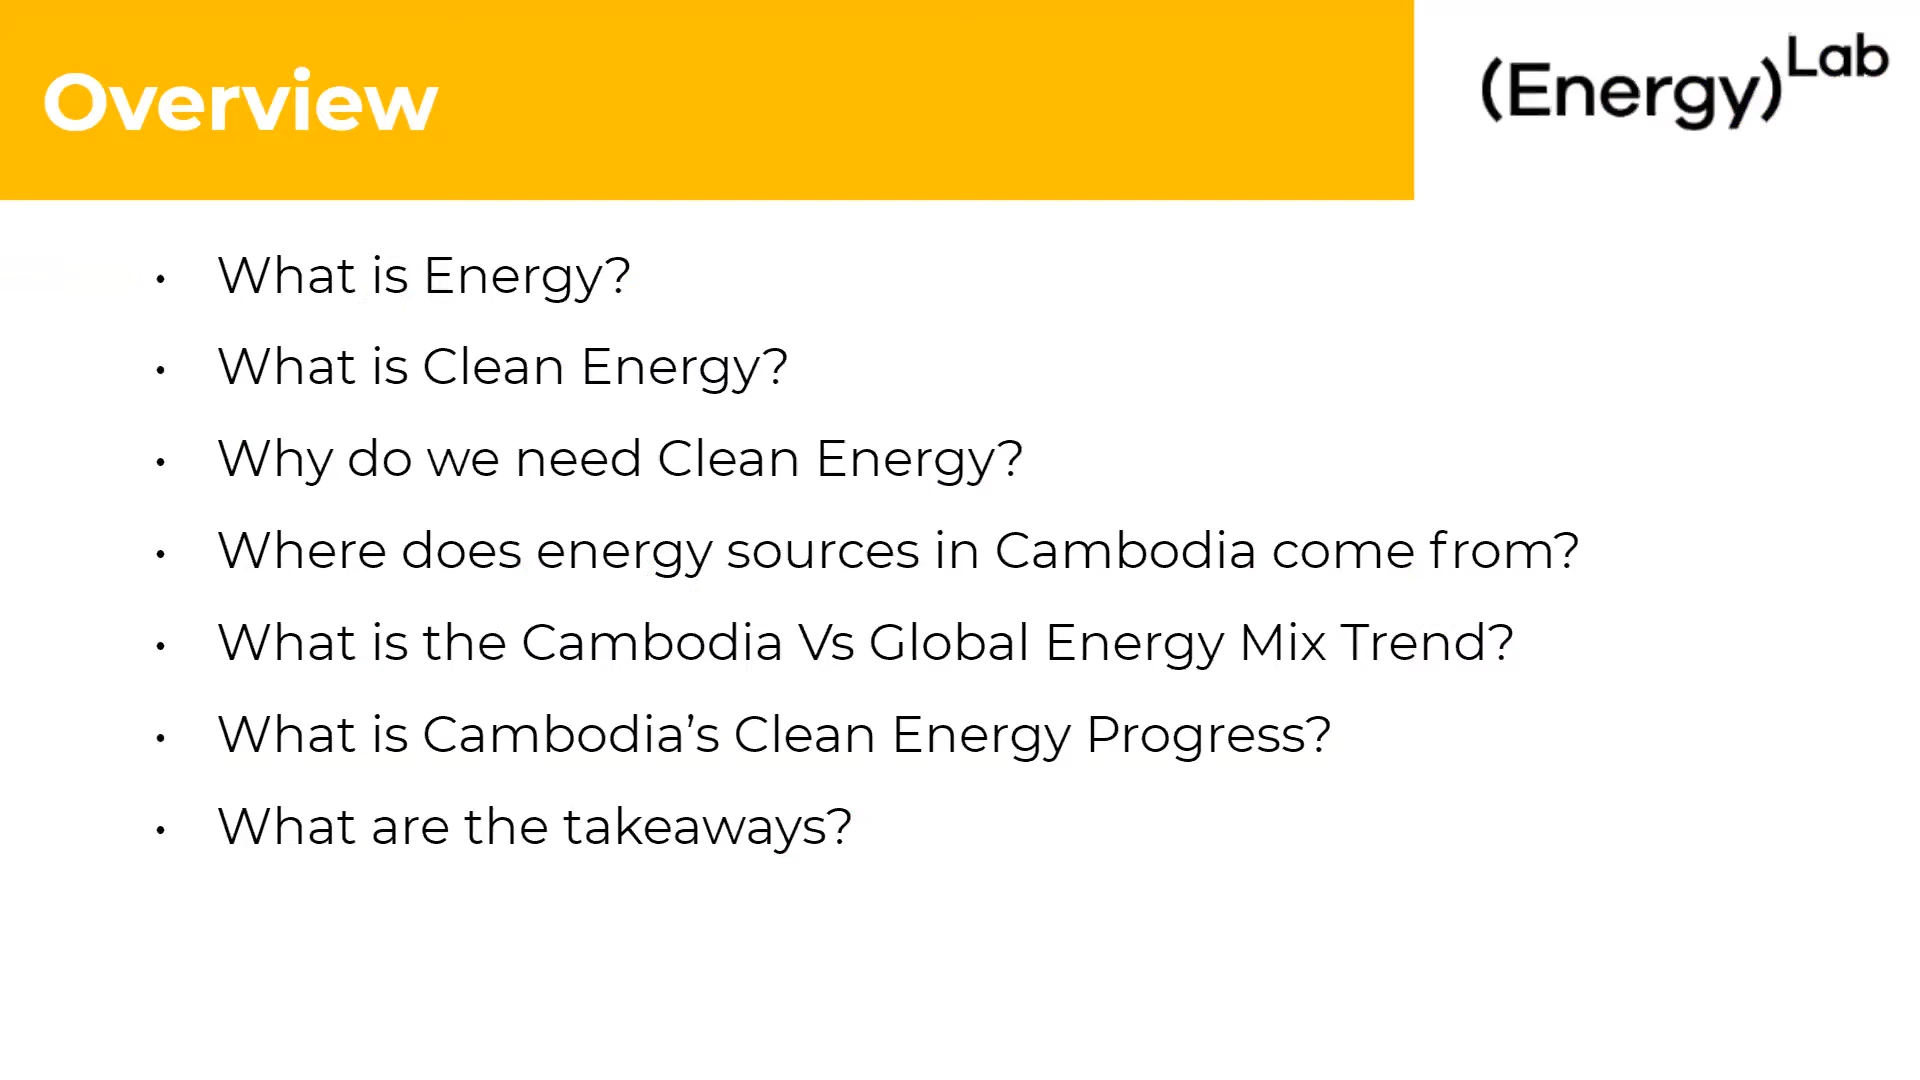 Overview
(Energy)Lab
• What is Energy?
• What is Clean Energy?
• Why do we need Clean Energy?
• Where does energy sources in Cambodia come from?
• What is the Cambodia Vs Global Energy Mix Trend?
• What is Cambodia’s Clean Energy Progress?
• What are the takeaways?